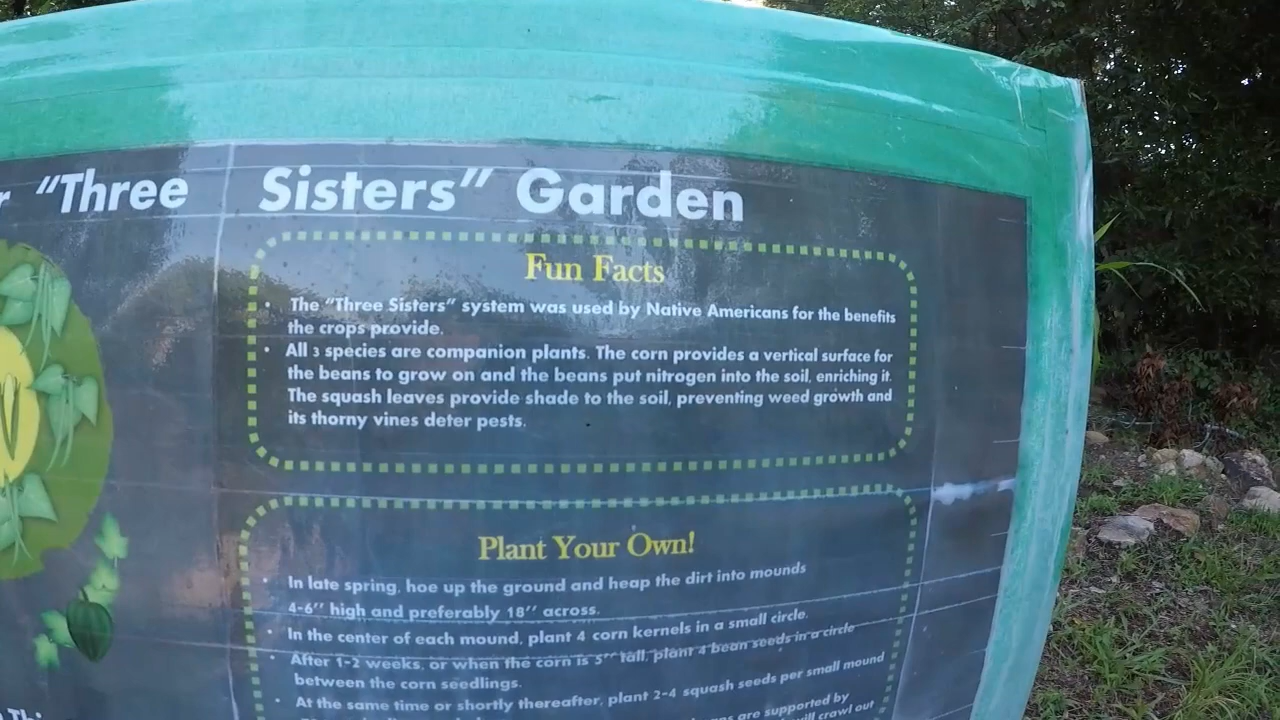 "Three Sisters" Garden
Fun Facts
• The "Three Sisters" system was used by Native Americans for the benefits
the crops provide.
• All 3 species are companion plants. The corn provides a vertical surface for
the beans to grow on and the beans put nitrogen into the soil, enriching it.
The squash leaves provide shade to the soil, preventing weed growth and
its thorny vines deter pests.
Plant Your Own!
• In late spring, hoe up the ground and heap the dirt into mounds
4-6'' high and preferably 18'' across.
• In the center of each mound, plant 4 corn kernels in a small circle.
• After 1-2 weeks, or when the corn is 5'' tall, plant 4 bean seeds in a circle
between the corn seedlings.
• At the same time or shortly thereafter, plant 2-4 squash seeds per small mound
are supported by
will crawl out